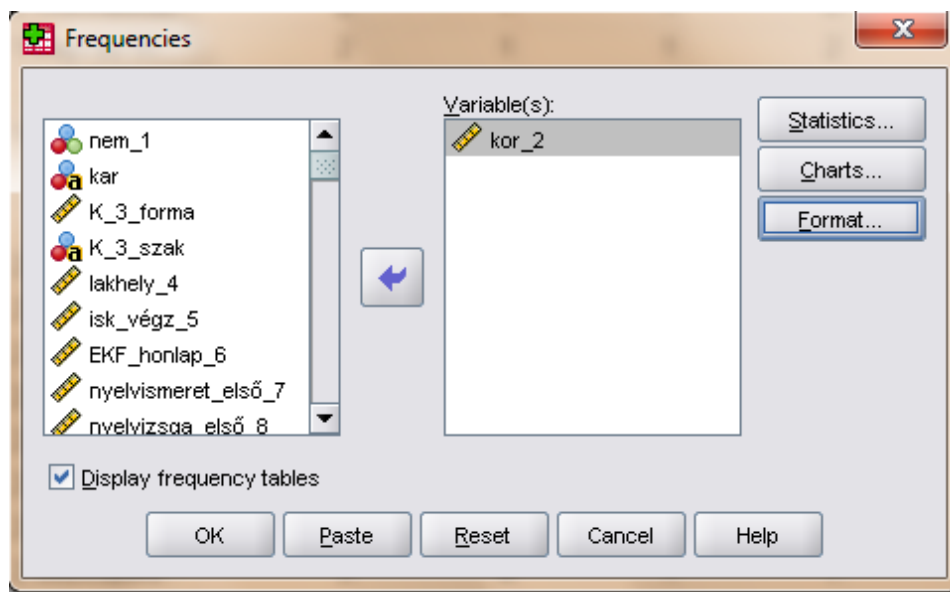 Frequencies
Variable(s):
nem_1
kar
K_3_forma
K_3_szak
lakhely_4
isk_végz_5
EKF_honlap_6
nyelvismeret_első_7
nyelvizsga_első_8
kor_2
Statistics...
Charts...
Format...
Display frequency tables
OK
Paste
Reset
Cancel
Help